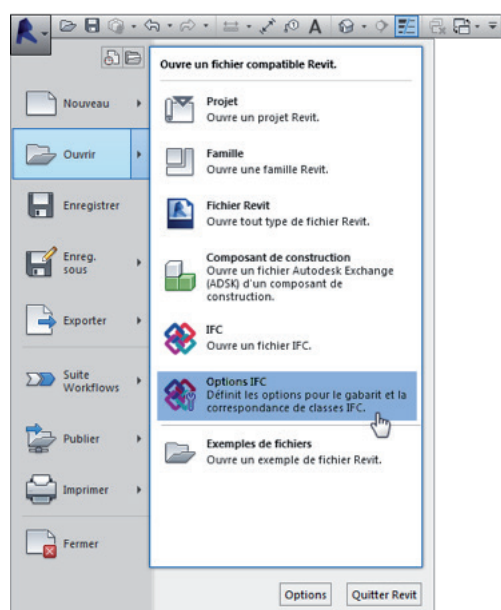 A
Ouvre un fichier compatible Revit.
Nouveau
Ouvrir
Enregistrer
Enreg.
sous
Exporter
Suite
Workflows
Publier
Imprimer
Fermer
Projet
Ouvre un projet Revit.
Famille
Ouvre une famille Revit.
Fichier Revit
Ouvre tout type de fichier Revit.
Composant de construction
Ouvre un fichier Autodesk Exchange
(ADSK) d'un composant de
construction.
IFC
Ouvre un fichier IFC.
Options IFC
Définit les options pour le gabarit et la
correspondance de classes IFC.
Exemples de fichiers
Ouvre un exemple de fichier Revit.
Options
Quitter Revit